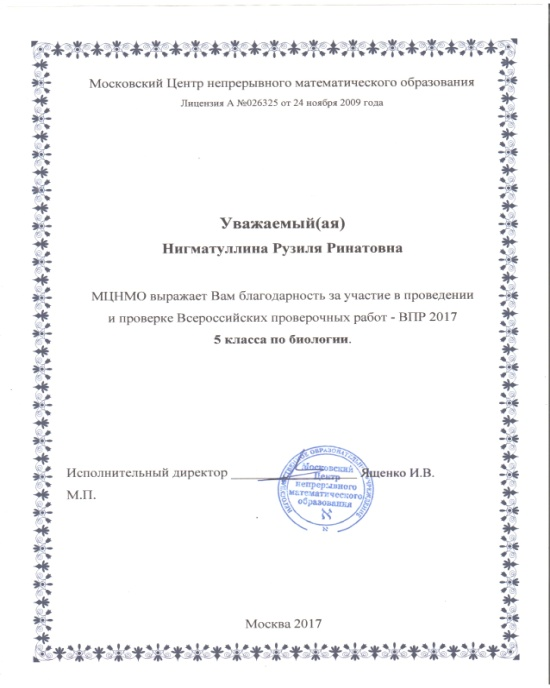 Московский Центр непрерывного математического образования
Лицензия А №026325 от 24 ноября 2009 года
Уважаемый(ая)
Нигматуллина Рузиля Ринатовна
МЦНМО выражает Вам благодарность за участие в проведении
и проверке Всероссийских проверочных работ - ВПР 2017
5 класса по биологии.
Исполнительный директор Ященко И.В.
М.П.
Московский
Центр
непрерывного
математического
образования
Москва 2017